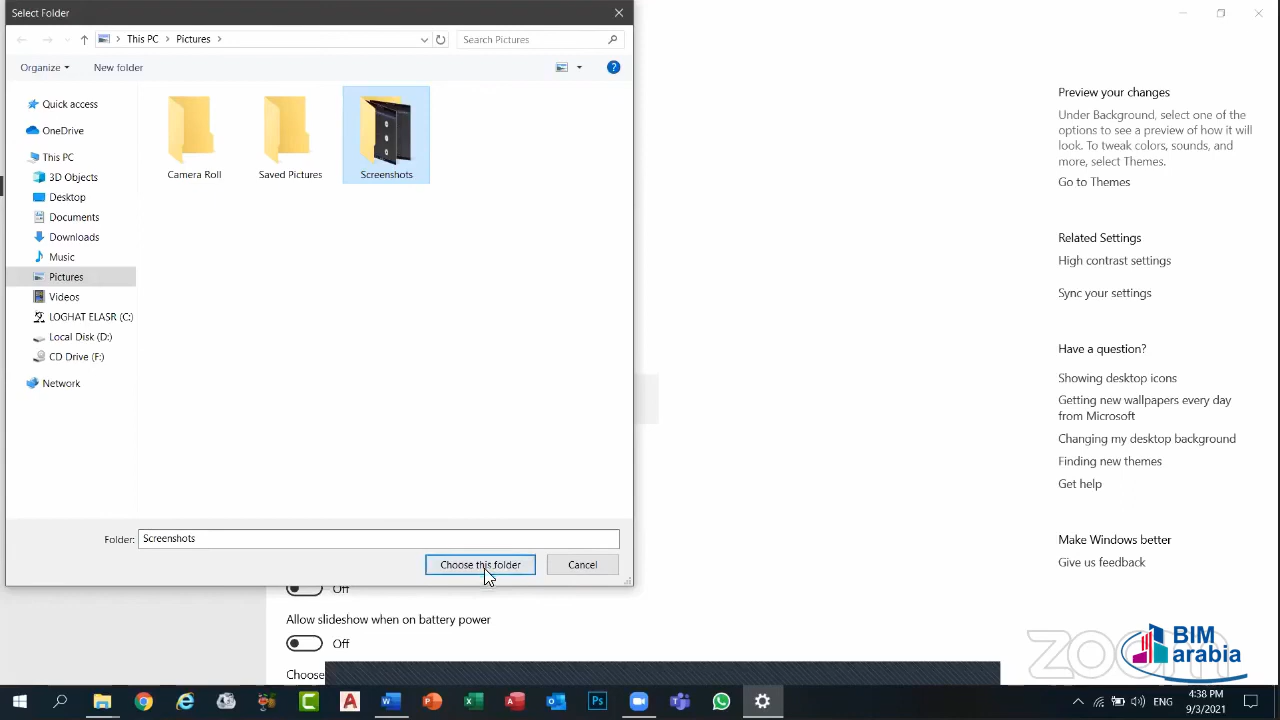 Select Folder
This PC
Pictures
Search Pictures
Organize
New folder
Quick access
OneDrive
This PC
3D Objects
Desktop
Documents
Downloads
Music
Pictures
Videos
LOGHAT ELASR (C:)
Local Disk (D:)
CD Drive (F:)
Network
Camera Roll
Saved Pictures
Screenshots
Folder:
Screenshots
Choose this folder
Cancel
Off
Allow slideshow when on battery power
Off
Choose
Preview your changes
Under Background, select one of the
options to see a preview of how it will
look. To tweak colors, sounds, and
more, select Themes.
Go to Themes
Related Settings
High contrast settings
Sync your settings
Have a question?
Showing desktop icons
Getting new wallpapers every day
from Microsoft
Changing my desktop background
Finding new themes
Get help
Make Windows better
Give us feedback
zoom
BIM
arabia
ENG
4:38 PM
9/3/2021